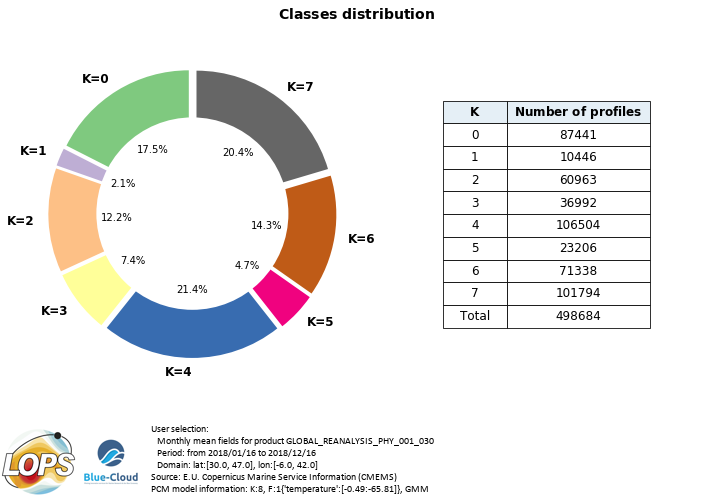 Classes distribution
K=0
K=7
17.5%
20.4%
K=1
2.1%
K=2
12.2%
14.3%
K=6
7.4%
4.7%
K=3
21.4%
K=5
K=4
K Number of profiles
0 87441
1 10446
2 60963
3 36992
4 106504
5 23206
6 71338
7 101794
Total 498684
User selection:
Monthly mean fields for product GLOBAL_REANALYSIS_PHY_001_030
Period: from 2018/01/16 to 2018/12/16
Domain: lat:[30.0, 47.0], lon:[-6.0, 42.0]
Source: E.U. Copernicus Marine Service Information (CMEMS)
PCM model information: K:8, F:1{'temperature':[-0.49:-65.81]}, GMM
LOPS
Blue-Cloud